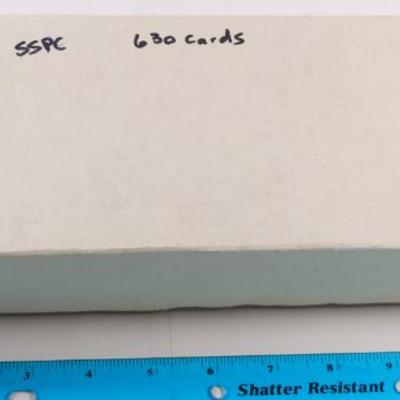 SSPC 630 cards
3 4 5 6 7 8 9
Shatter Resistant